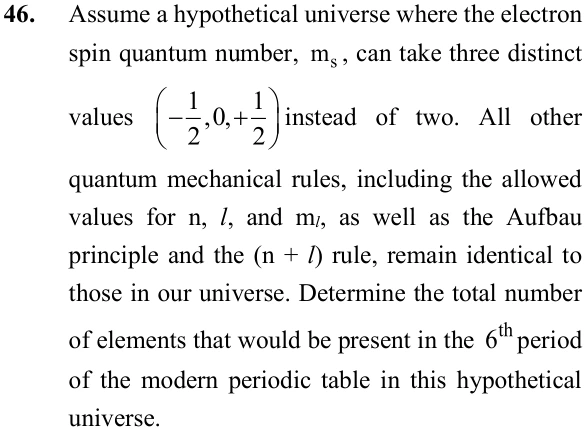 46. Assume a hypothetical universe where the electron
spin quantum number, mₛ, can take three distinct
values (−1/2, 0, +1/2) instead of two. All other
quantum mechanical rules, including the allowed
values for n, l, and mₗ, as well as the Aufbau
principle and the (n + l) rule, remain identical to
those in our universe. Determine the total number
of elements that would be present in the 6ᵗʰ period
of the modern periodic table in this hypothetical
universe.